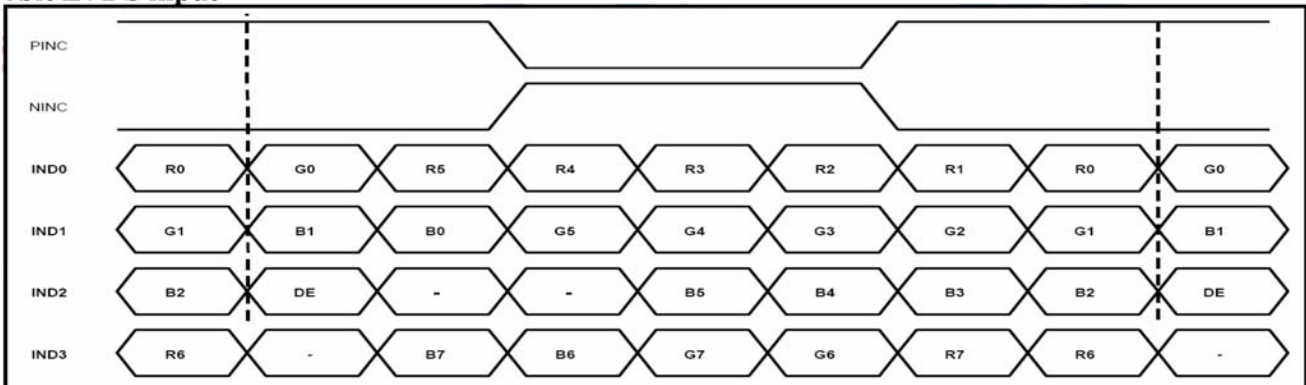 PINC
NINC
IND0 R0 G0 R5 R4 R3 R2 R1 R0 G0
IND1 G1 B1 B0 G5 G4 G3 G2 G1 B1
IND2 B2 DE - - B5 B4 B3 B2 DE
IND3 R6 - B7 B6 G7 G6 R7 R6 -